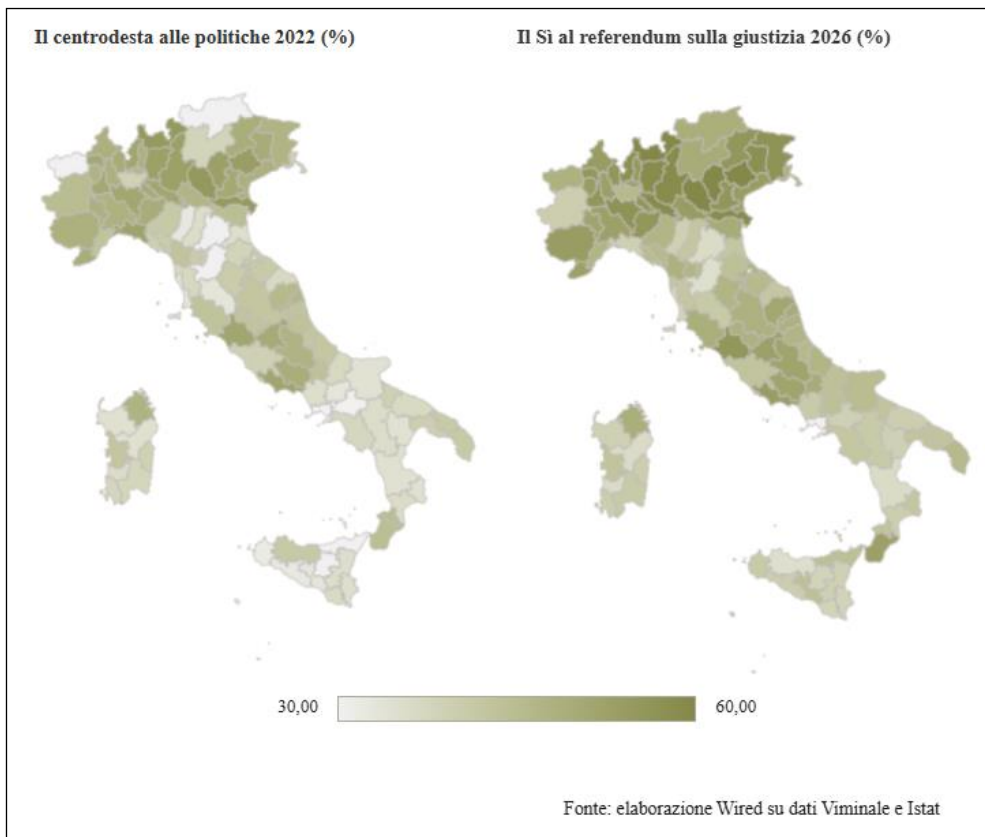 Il centrodesta alle politiche 2022 (%)
Il Sì al referendum sulla giustizia 2026 (%)
30,00
60,00
Fonte: elaborazione Wired su dati Viminale e Istat